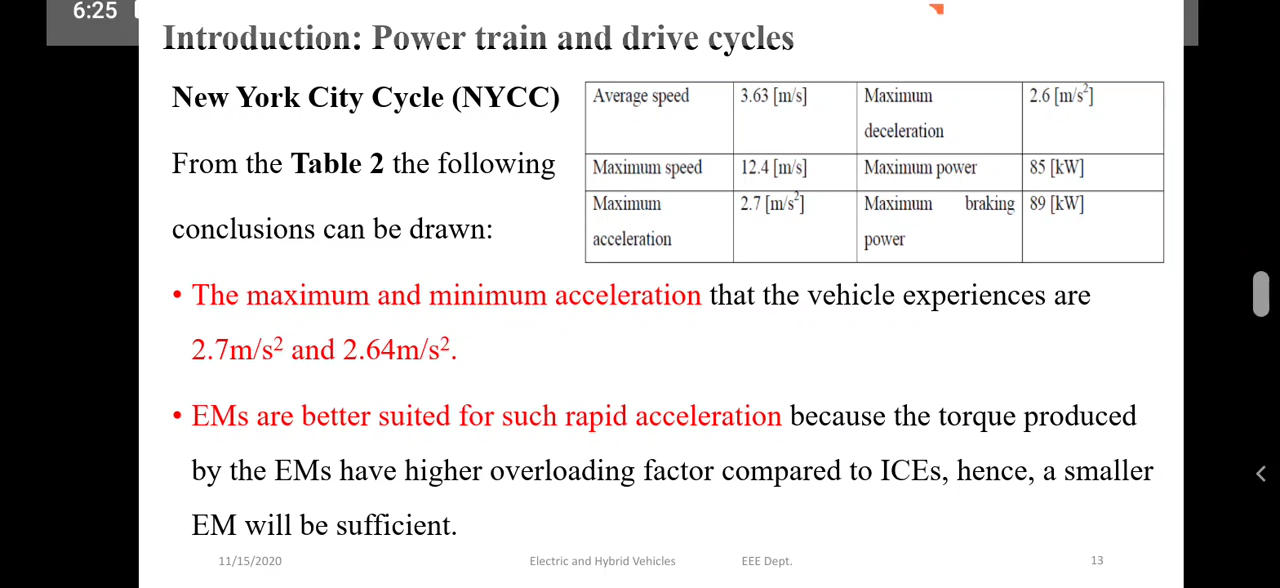 6:25
Introduction: Power train and drive cycles
New York City Cycle (NYCC)
From the Table 2 the following
conclusions can be drawn:
Average speed 3.63 [m/s] Maximum deceleration 2.6 [m/s²]
Maximum speed 12.4 [m/s] Maximum power 85 [kW]
Maximum acceleration 2.7 [m/s²] Maximum braking power 89 [kW]
• The maximum and minimum acceleration that the vehicle experiences are
2.7m/s² and 2.64m/s².
• EMs are better suited for such rapid acceleration because the torque produced
by the EMs have higher overloading factor compared to ICEs, hence, a smaller
EM will be sufficient.
11/15/2020 Electric and Hybrid Vehicles EEE Dept. 13